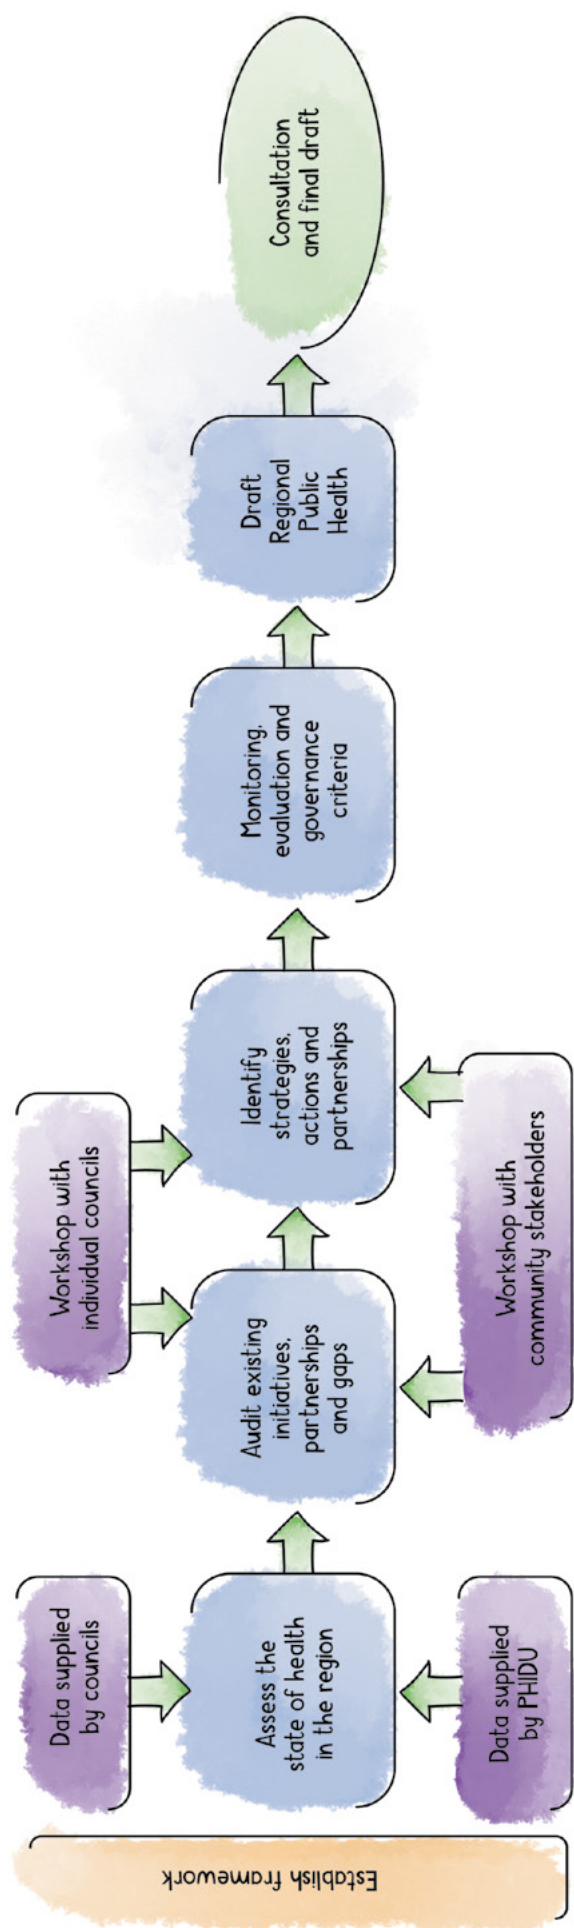 Establish framework
Data supplied
by councils
Assess the
state of health
in the region
Data supplied
by PHIDU
Workshop with
individual councils
Audit existing
initiatives,
partnerships
and gaps
Identify
strategies,
actions and
partnerships
Workshop with
community stakeholders
Monitoring,
evaluation and
governance
criteria
Draft
Regional
Public
Health
Consultation
and final draft